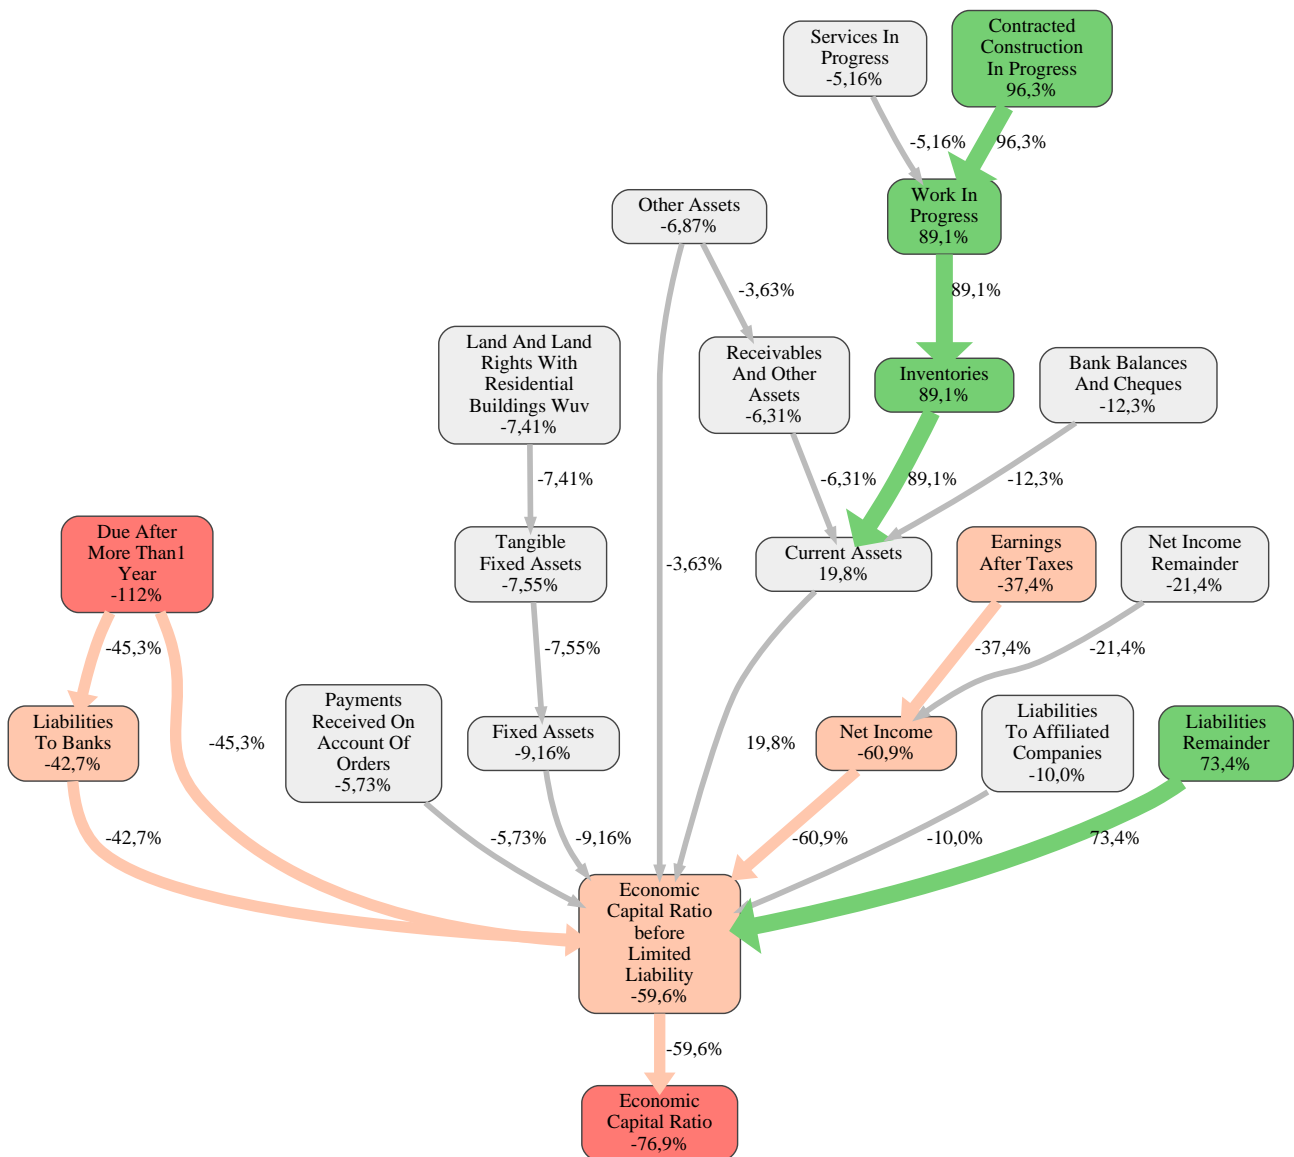 Services In
Progress
-5,16%
Contracted
Construction
In Progress
96,3%
-5,16%
96,3%
Other Assets
-6,87%
Work In
Progress
89,1%
-3,63%
89,1%
Land And Land
Rights With
Residential
Buildings Wuv
-7,41%
Receivables
And Other
Assets
-6,31%
Inventories
89,1%
Bank Balances
And Cheques
-12,3%
-7,41%
-6,31%
89,1%
-12,3%
Due After
More Than1
Year
-112%
Tangible
Fixed Assets
-7,55%
-3,63%
Current Assets
19,8%
Earnings
After Taxes
-37,4%
Net Income
Remainder
-21,4%
-45,3%
-7,55%
-37,4%
-21,4%
Liabilities
To Banks
-42,7%
-45,3%
Payments
Received On
Account Of
Orders
-5,73%
Fixed Assets
-9,16%
19,8%
Net Income
-60,9%
Liabilities
To Affiliated
Companies
-10,0%
Liabilities
Remainder
73,4%
-42,7%
-5,73%
-9,16%
-60,9%
-10,0%
73,4%
Economic
Capital Ratio
before
Limited
Liability
-59,6%
-59,6%
Economic
Capital Ratio
-76,9%